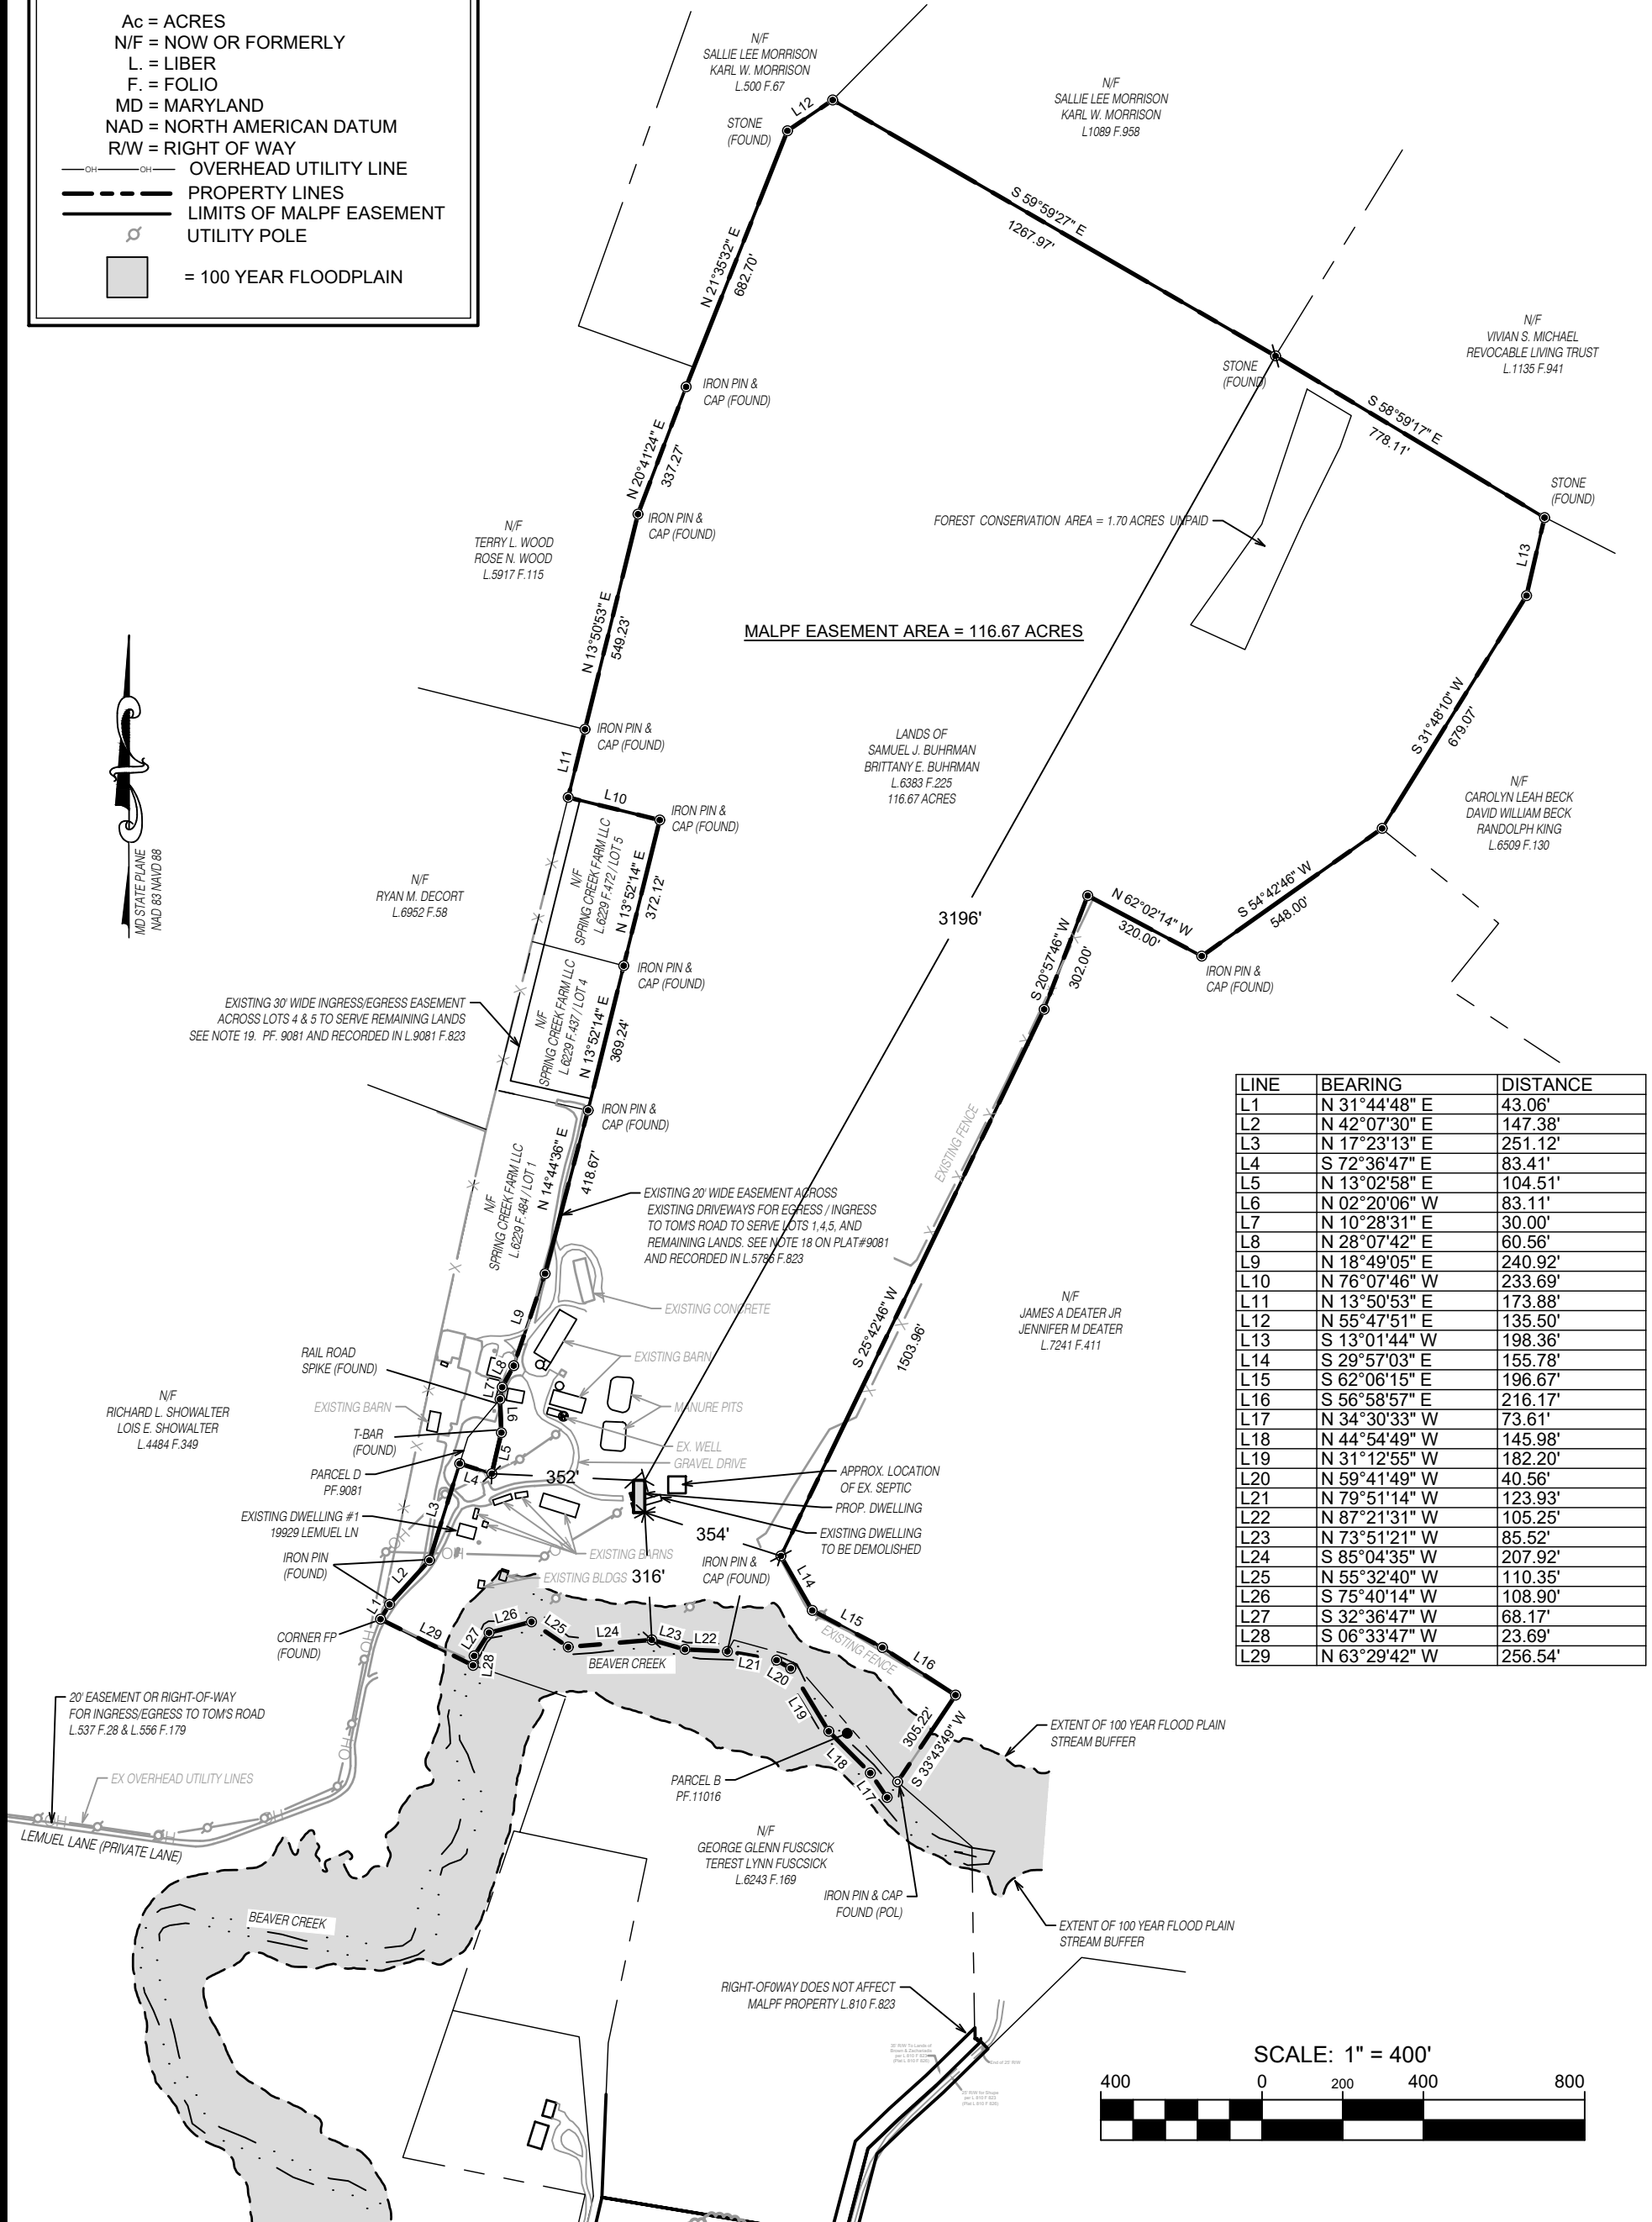 Ac = ACRES
N/F = NOW OR FORMERLY
L. = LIBER
F. = FOLIO
MD = MARYLAND
NAD = NORTH AMERICAN DATUM
R/W = RIGHT OF WAY
OH OH OVERHEAD UTILITY LINE
PROPERTY LINES
LIMITS OF MALPF EASEMENT
UTILITY POLE
= 100 YEAR FLOODPLAIN
N/F
SALLIE LEE MORRISON
KARL W. MORRISON
L.500 F.67
N/F
SALLIE LEE MORRISON
KARL W. MORRISON
L1089 F.958
L12
STONE
(FOUND)
S 59°59'27" E
1267.97'
N 21°35'32" E
682.70'
N/F
VIVIAN S. MICHAEL
REVOCABLE LIVING TRUST
L.1135 F.941
STONE
(FOUND)
S 58°59'17" E
778.11'
IRON PIN &
CAP (FOUND)
N 20°41'24" E
337.27'
STONE
(FOUND)
IRON PIN &
CAP (FOUND)
FOREST CONSERVATION AREA = 1.70 ACRES UNPAID
L13
N/F
TERRY L. WOOD
ROSE N. WOOD
L.5917 F.115
N 13°50'53" E
549.23'
MALPF EASEMENT AREA = 116.67 ACRES
S 31°48'10" W
679.07'
IRON PIN &
CAP (FOUND)
LANDS OF
SAMUEL J. BUHRMAN
BRITTANY E. BUHRMAN
L.6383 F.225
116.67 ACRES
L11
L10
N/F
CAROLYN LEAH BECK
DAVID WILLIAM BECK
RANDOLPH KING
L.6509 F.130
MD STATE PLANE
NAD 83 NAVD 88
IRON PIN &
CAP (FOUND)
N/F
RYAN M. DECORT
L.6952 F.58
N/F
SPRING CREEK FARM LLC
L.6229 F.472 / LOT 5
N 13°52'14" E
372.12'
3196'
N 62°02'14" W
320.00'
S 54°42'46" W
548.00'
IRON PIN &
CAP (FOUND)
S 20°57'46" W
302.00'
IRON PIN &
CAP (FOUND)
EXISTING 30' WIDE INGRESS/EGRESS EASEMENT
ACROSS LOTS 4 & 5 TO SERVE REMAINING LANDS
SEE NOTE 19. PF. 9081 AND RECORDED IN L.9081 F.823
N/F
SPRING CREEK FARM LLC
L.6229 F.437 / LOT 4
N 13°52'14" E
369.24'
IRON PIN &
CAP (FOUND)
EXISTING FENCE
N/F
SPRING CREEK FARM LLC
L.6229 F.484 / LOT 1
N 14°44'36" E
418.67'
EXISTING 20' WIDE EASEMENT ACROSS
EXISTING DRIVEWAYS FOR EGRESS / INGRESS
TO TOM'S ROAD TO SERVE LOTS 1,4,5, AND
REMAINING LANDS. SEE NOTE 18 ON PLAT#9081
AND RECORDED IN L.5786 F.823
LINE BEARING DISTANCE
L1 N 31°44'48" E 43.06'
L2 N 42°07'30" E 147.38'
L3 N 17°23'13" E 251.12'
L4 S 72°36'47" E 83.41'
L5 N 13°02'58" E 104.51'
L6 N 02°20'06" W 83.11'
L7 N 10°28'31" E 30.00'
L8 N 28°07'42" E 60.56'
L9 N 18°49'05" E 240.92'
L10 N 76°07'46" W 233.69'
L11 N 13°50'53" E 173.88'
L12 N 55°47'51" E 135.50'
L13 S 13°01'44" W 198.36'
L14 S 29°57'03" E 155.78'
L15 S 62°06'15" E 196.67'
L16 S 56°58'57" E 216.17'
L17 N 34°30'33" W 73.61'
L18 N 44°54'49" W 145.98'
L19 N 31°12'55" W 182.20'
L20 N 59°41'49" W 40.56'
L21 N 79°51'14" W 123.93'
L22 N 87°21'31" W 105.25'
L23 N 73°51'21" W 85.52'
L24 S 85°04'35" W 207.92'
L25 N 55°32'40" W 110.35'
L26 S 75°40'14" W 108.90'
L27 S 32°36'47" W 68.17'
L28 S 06°33'47" W 23.69'
L29 N 63°29'42" W 256.54'
EXISTING CONCRETE
L9
S 25°42'46" W
1503.96'
N/F
JAMES A DEATER JR
JENNIFER M DEATER
L.7241 F.411
RAIL ROAD
SPIKE (FOUND)
EXISTING BARN
L8
L7
N/F
RICHARD L. SHOWALTER
LOIS E. SHOWALTER
L.4484 F.349
EXISTING BARN
MANURE PITS
L6
T-BAR
(FOUND)
EX. WELL
GRAVEL DRIVE
L5
PARCEL D
PF.9081
L4
352'
APPROX. LOCATION
OF EX. SEPTIC
PROP. DWELLING
L3
EXISTING DWELLING #1
19929 LEMUEL LN
354'
EXISTING DWELLING
TO BE DEMOLISHED
OH
OH
EXISTING BARNS
IRON PIN &
CAP (FOUND)
IRON PIN
(FOUND)
L2
EXISTING BLDGS
316'
L14
L1
L29
L26
L27
L25
L24
L23
L22
L15
EXISTING FENCE
L16
CORNER FP
(FOUND)
OH
L28
BEAVER CREEK
L21
L20
L19
20' EASEMENT OR RIGHT-OF-WAY
FOR INGRESS/EGRESS TO TOM'S ROAD
L.537 F.28 & L.556 F.179
OH
305.22'
S 33°43'49" W
EXTENT OF 100 YEAR FLOOD PLAIN
STREAM BUFFER
L18
L17
EX OVERHEAD UTILITY LINES
PARCEL B
PF.11016
OH
OH
OH
LEMUEL LANE (PRIVATE LANE)
N/F
GEORGE GLENN FUSCSICK
TEREST LYNN FUSCSICK
L.6243 F.169
IRON PIN & CAP
FOUND (POL)
BEAVER CREEK
EXTENT OF 100 YEAR FLOOD PLAIN
STREAM BUFFER
RIGHT-OF0WAY DOES NOT AFFECT
MALPF PROPERTY L.810 F.823
SCALE: 1" = 400'
400 0 200 400 800